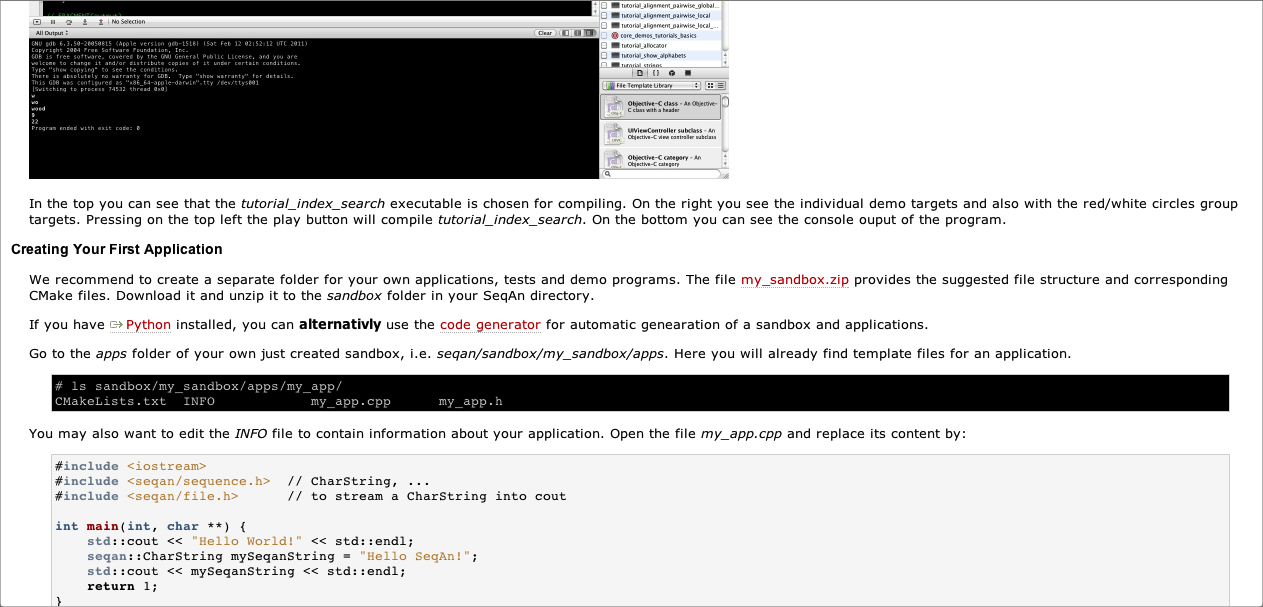 No Selection
tutorial_alignment_pairwise_global...
tutorial_alignment_pairwise_local
tutorial_alignment_pairwise_local_...
core_demos_tutorials_basics
tutorial_allocator
tutorial_show_alphabets
tutorial_strings
All Output
Clear
GNU gdb 6.3.50-20050815 (Apple version gdb-1518) (Sat Feb 12 02:52:12 UTC 2011)
Copyright 2004 Free Software Foundation, Inc.
GDB is free software, covered by the GNU General Public License, and you are
welcome to change it and/or distribute copies of it under certain conditions.
Type "show copying" to see the conditions.
There is absolutely no warranty for GDB.  Type "show warranty" for details.
This GDB was configured as "x86_64-apple-darwin".tty /dev/ttys001
[Switching to process 74532 thread 0x0]
w
wo
wood
9
22
Program ended with exit code: 0
File Template Library
Objective-C class - An Objective-
C class with a header
UIViewController subclass - An
Objective-C view controller subclass
Objective-C category - An
Objective-C category
In the top you can see that the tutorial_index_search executable is chosen for compiling. On the right you see the individual demo targets and also with the red/white circles group
targets. Pressing on the top left the play button will compile tutorial_index_search. On the bottom you can see the console ouput of the program.
Creating Your First Application
We recommend to create a separate folder for your own applications, tests and demo programs. The file my_sandbox.zip provides the suggested file structure and corresponding
CMake files. Download it and unzip it to the sandbox folder in your SeqAn directory.
If you have Python installed, you can alternativly use the code generator for automatic genearation of a sandbox and applications.
Go to the apps folder of your own just created sandbox, i.e. seqan/sandbox/my_sandbox/apps. Here you will already find template files for an application.
# ls sandbox/my_sandbox/apps/my_app/
CMakeLists.txt  INFO            my_app.cpp      my_app.h
You may also want to edit the INFO file to contain information about your application. Open the file my_app.cpp and replace its content by:
#include <iostream>
#include <seqan/sequence.h>  // CharString, ...
#include <seqan/file.h>      // to stream a CharString into cout
int main(int, char **) {
    std::cout << "Hello World!" << std::endl;
    seqan::CharString mySeqanString = "Hello SeqAn!";
    std::cout << mySeqanString << std::endl;
    return 1;
}